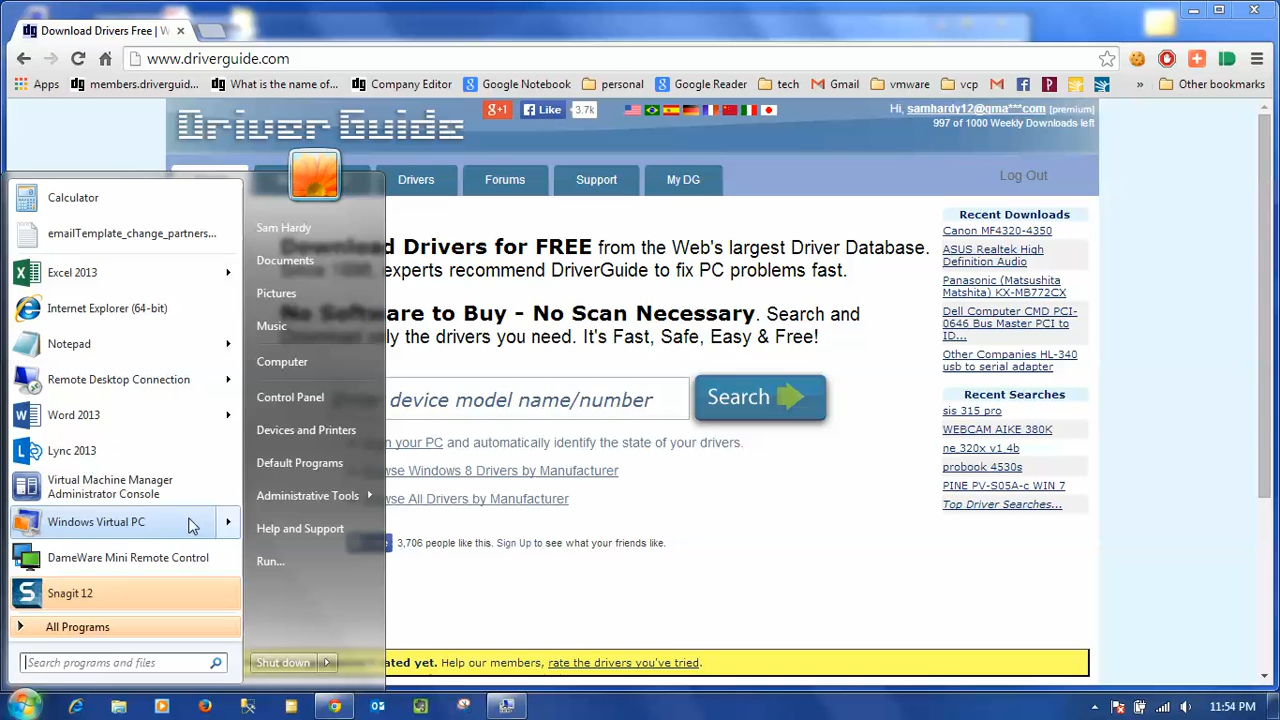 Download Drivers Free | W
www.driverguide.com
Apps
members.driverguid...
What is the name of...
Company Editor
Google Notebook
personal
Google Reader
tech
Gmail
vmware
vcp
»
Other bookmarks
Driver Guide
g+1
Like
3.7k
Hi, samhardy12@qma***com [premium]
997 of 1000 Weekly Downloads left
Drivers
Forums
Support
My DG
Log Out
Download Drivers for FREE from the Web's largest Driver Database.
experts recommend DriverGuide to fix PC problems fast.
No Software to Buy - No Scan Necessary. Search and
only the drivers you need. It's Fast, Safe, Easy & Free!
device model name/number
Search
your PC and automatically identify the state of your drivers.
Windows 8 Drivers by Manufacturer
All Drivers by Manufacturer
3,706 people like this. Sign Up to see what your friends like.
yet. Help our members, rate the drivers you've tried.
Recent Downloads
Canon MF4320-4350
ASUS Realtek High
Definition Audio
Panasonic (Matsushita
Matshita) KX-MB772CX
Dell Computer CMD PCI-
0646 Bus Master PCI to
ID...
Other Companies HL-340
usb to serial adapter
Recent Searches
sis 315 pro
WEBCAM AIKE 380K
ne 320x v1 4b
probook 4530s
PINE PV-S05A-c WIN 7
Top Driver Searches...
Calculator
emailTemplate_change_partners...
Excel 2013
Internet Explorer (64-bit)
Notepad
Remote Desktop Connection
Word 2013
Lync 2013
Virtual Machine Manager
Administrator Console
Windows Virtual PC
DameWare Mini Remote Control
Snagit 12
All Programs
Search programs and files
Sam Hardy
Documents
Pictures
Music
Computer
Control Panel
Devices and Printers
Default Programs
Administrative Tools
Help and Support
Run...
Shut down
11:54 PM